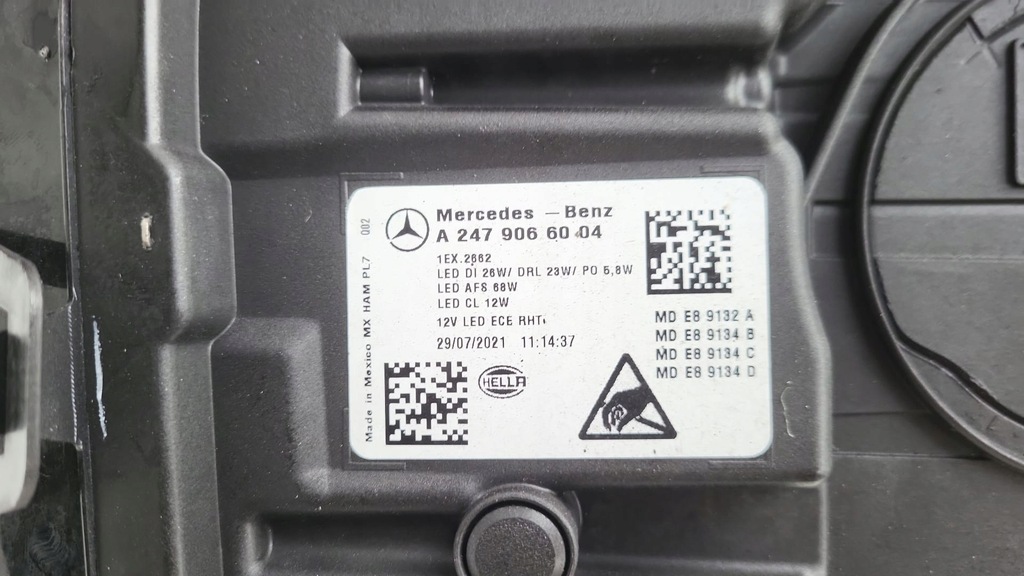 Mercedes-Benz
A 247 906 60 04
1EX.2662
LED DI 26W/ DRL 23W/ PO 5,8W
LED AFS 68W
LED CL 12W
12V LED ECE RHT
29/07/2021 11:14:37
MD E8 9132 A
MD E8 9134 B
MD E8 9134 C
MD E8 9134 D
HELLA
Made in Mexico MX HAM PL7 002